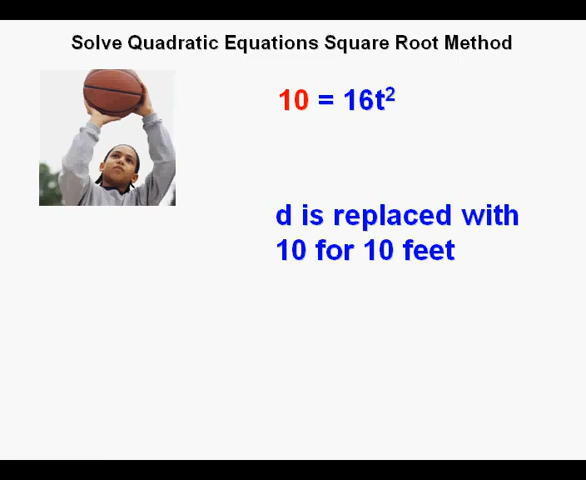 Solve Quadratic Equations Square Root Method
10 = 16t²
d is replaced with
10 for 10 feet